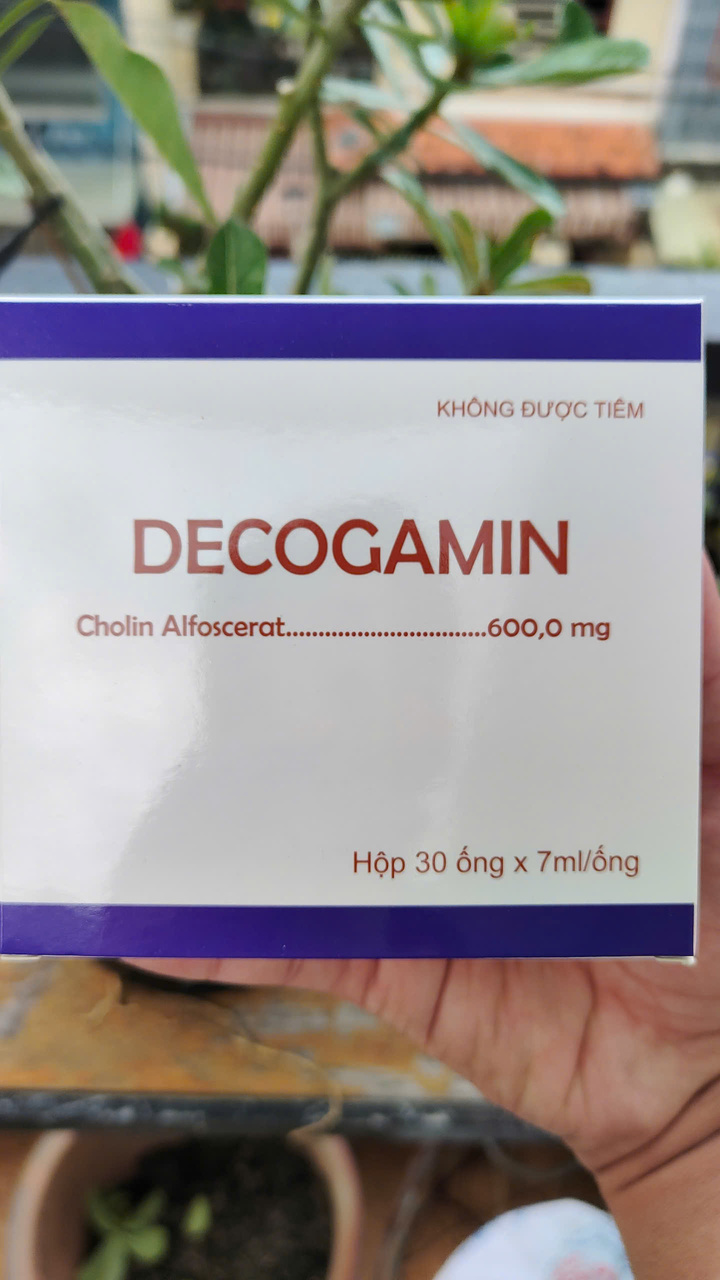 KHÔNG ĐƯỢC TIÊM
DECOGAMIN
Cholin Alfoscerat...............................600,0 mg
Hộp 30 ống x 7ml/ống